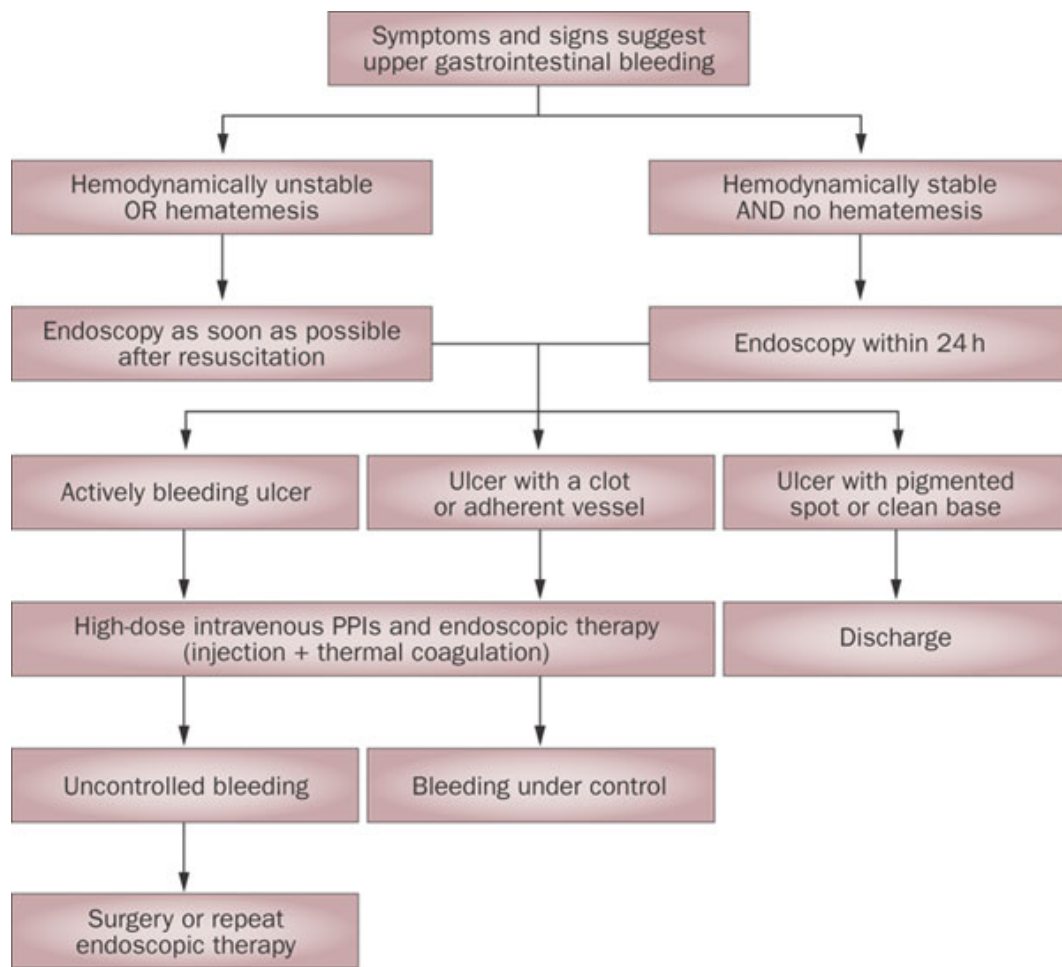 Symptoms and signs suggest
upper gastrointestinal bleeding
Hemodynamically unstable
OR hematemesis
Hemodynamically stable
AND no hematemesis
Endoscopy as soon as possible
after resuscitation
Endoscopy within 24 h
Actively bleeding ulcer
Ulcer with a clot
or adherent vessel
Ulcer with pigmented
spot or clean base
High-dose intravenous PPIs and endoscopic therapy
(injection + thermal coagulation)
Discharge
Uncontrolled bleeding
Bleeding under control
Surgery or repeat
endoscopic therapy